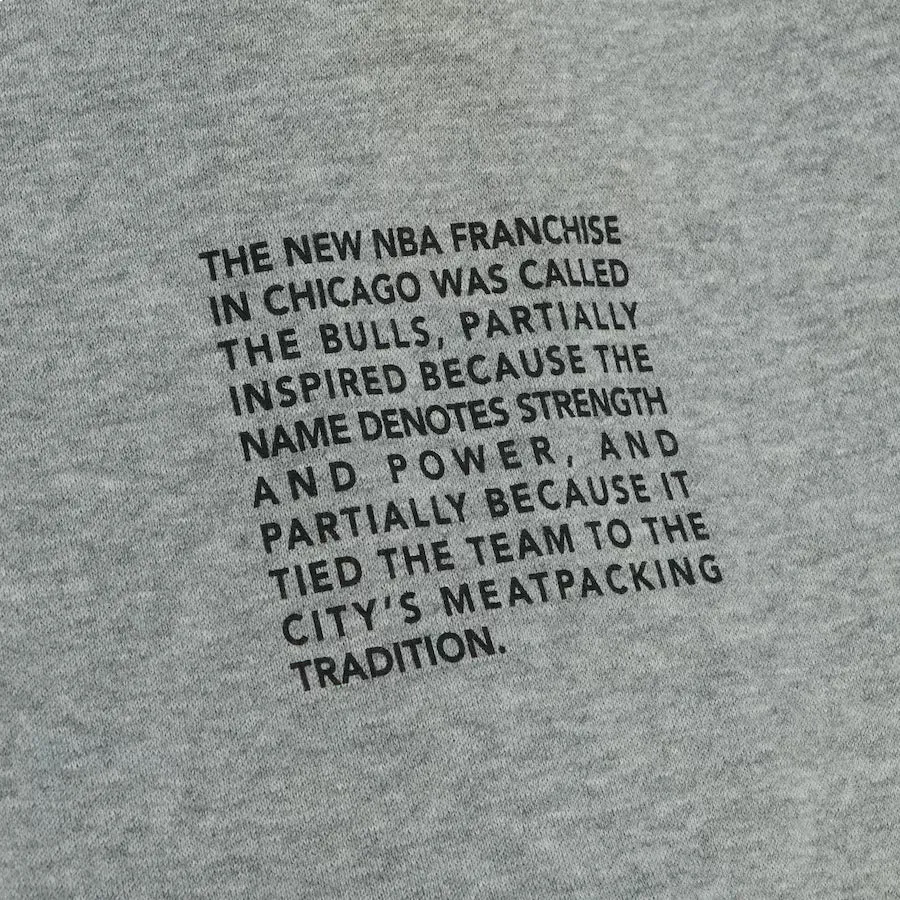 THE NEW NBA FRANCHISE
IN CHICAGO WAS CALLED
THE BULLS, PARTIALLY
INSPIRED BECAUSE THE
NAME DENOTES STRENGTH
AND POWER, AND
PARTIALLY BECAUSE IT
TIED THE TEAM TO THE
CITY'S MEATPACKING
TRADITION.